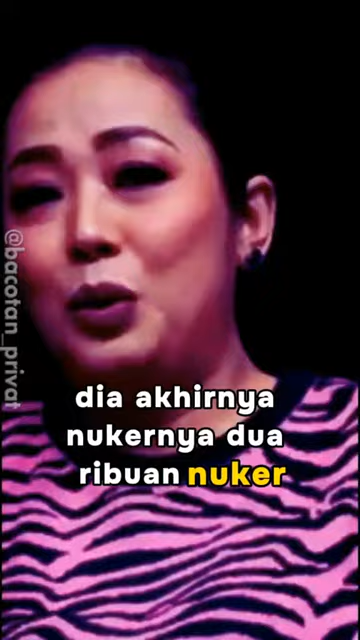 @bacotan_privat
dia akhirnya
nukernya dua
ribuan nuker